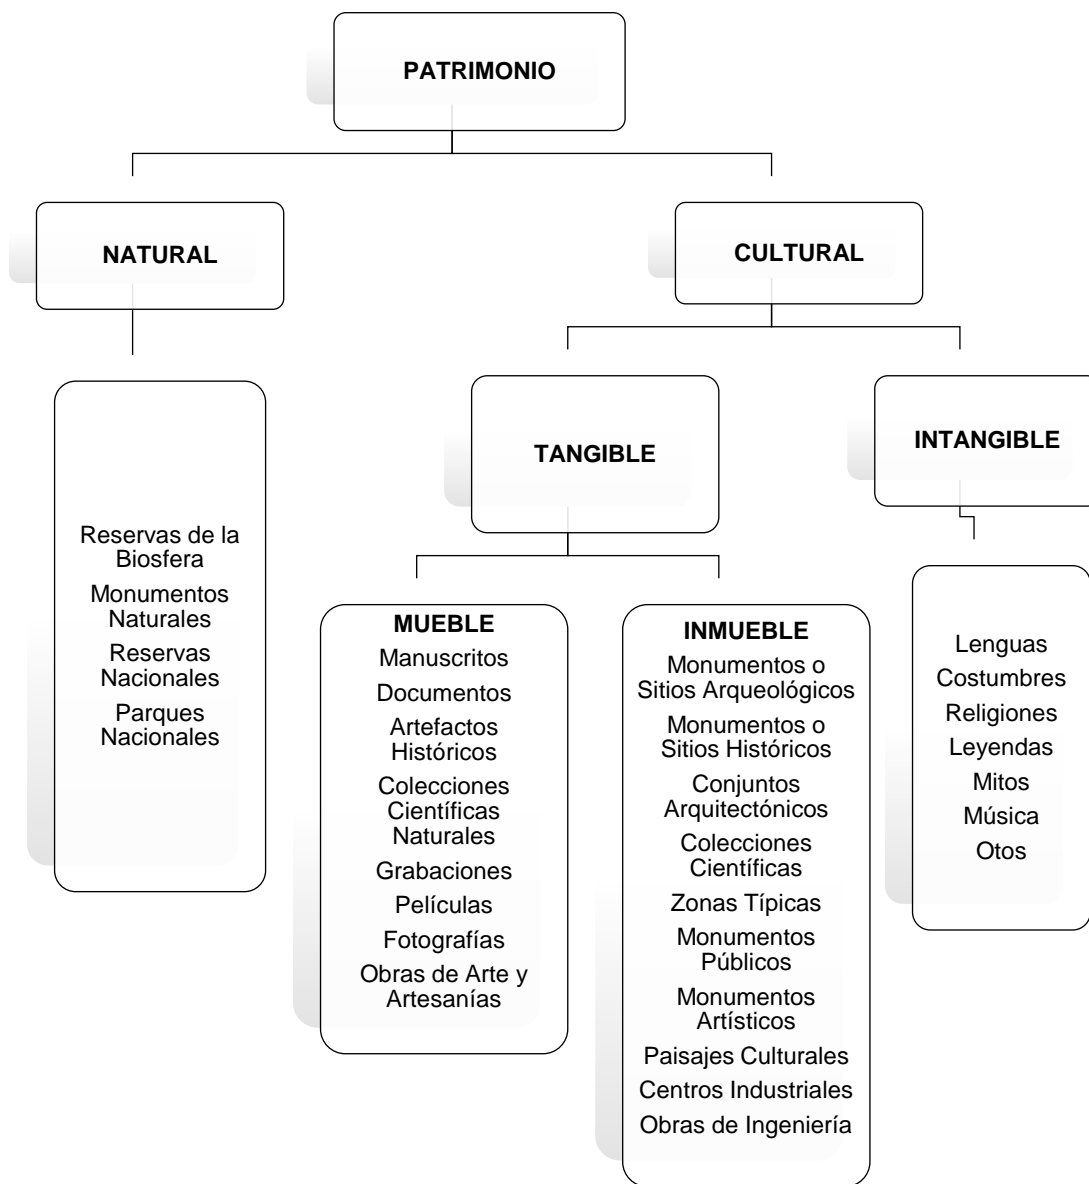 PATRIMONIO
NATURAL
CULTURAL
TANGIBLE
INTANGIBLE
Reservas de la
Biosfera
Monumentos
Naturales
Reservas
Nacionales
Parques
Nacionales
MUEBLE
Manuscritos
Documentos
Artefactos
Históricos
Colecciones
Científicas
Naturales
Grabaciones
Películas
Fotografías
Obras de Arte y
Artesanías
INMUEBLE
Monumentos o
Sitios Arqueológicos
Monumentos o
Sitios Históricos
Conjuntos
Arquitectónicos
Colecciones
Científicas
Zonas Típicas
Monumentos
Públicos
Monumentos
Artísticos
Paisajes Culturales
Centros Industriales
Obras de Ingeniería
Lenguas
Costumbres
Religiones
Leyendas
Mitos
Música
Otos